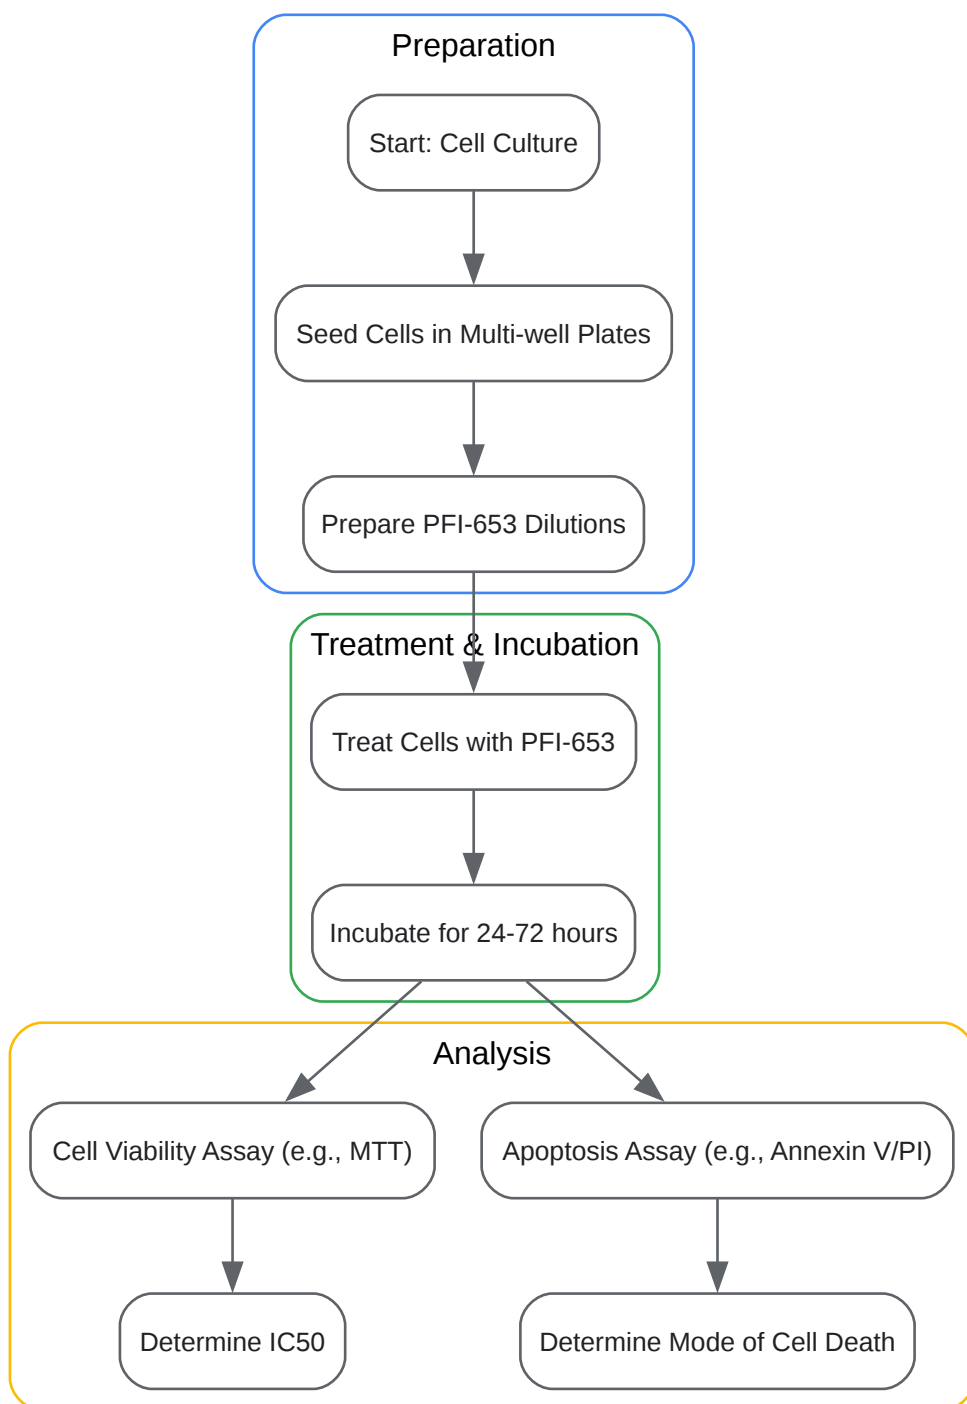 Preparation
Start: Cell Culture
Seed Cells in Multi-well Plates
Prepare PFI-653 Dilutions
Treatment & Incubation
Treat Cells with PFI-653
Incubate for 24-72 hours
Analysis
Cell Viability Assay (e.g., MTT)
Apoptosis Assay (e.g., Annexin V/PI)
Determine IC50
Determine Mode of Cell Death